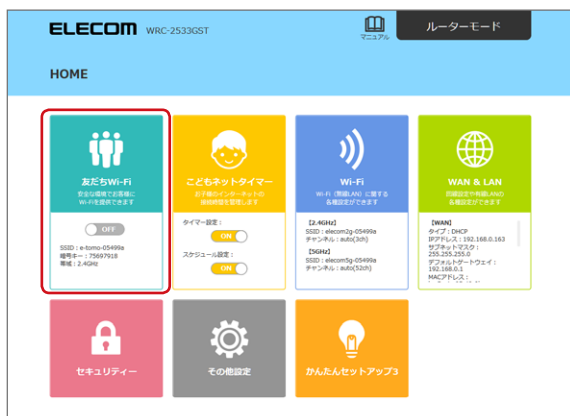 ELECOM WRC-2533GST
マニュアル
ルーターモード
HOME
友だちWi-Fi
安全な環境でお客様に
Wi-Fiを提供できます
OFF
SSID：e-tomo-05499a
暗号キー：75697918
帯域：2.4GHz
こどもネットタイマー
お子様のインターネットの
接続時間を管理します
タイマー設定：
ON
スケジュール設定：
ON
Wi-Fi
Wi-Fi（無線LAN）に関する
各種設定ができます
[2.4GHz]
SSID：elecom2g-05499a
チャンネル：auto(3ch)
[5GHz]
SSID：elecom5g-05499a
チャンネル：auto(52ch)
WAN & LAN
回線設定や有線LANの
各種設定ができます
[WAN]
タイプ：DHCP
IPアドレス：192.168.0.163
サブネットマスク：
255.255.255.0
デフォルトゲートウェイ：
192.168.0.1
MACアドレス：
セキュリティー
その他設定
かんたんセットアップ3